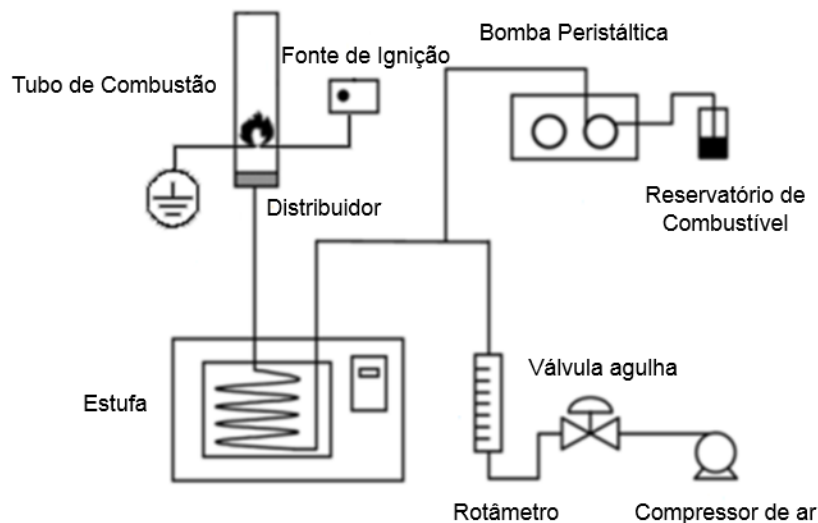 Bomba Peristáltica
Fonte de Ignição
Tubo de Combustão
Reservatório de
Combustível
Distribuidor
Válvula agulha
Estufa
Rotâmetro
Compressor de ar